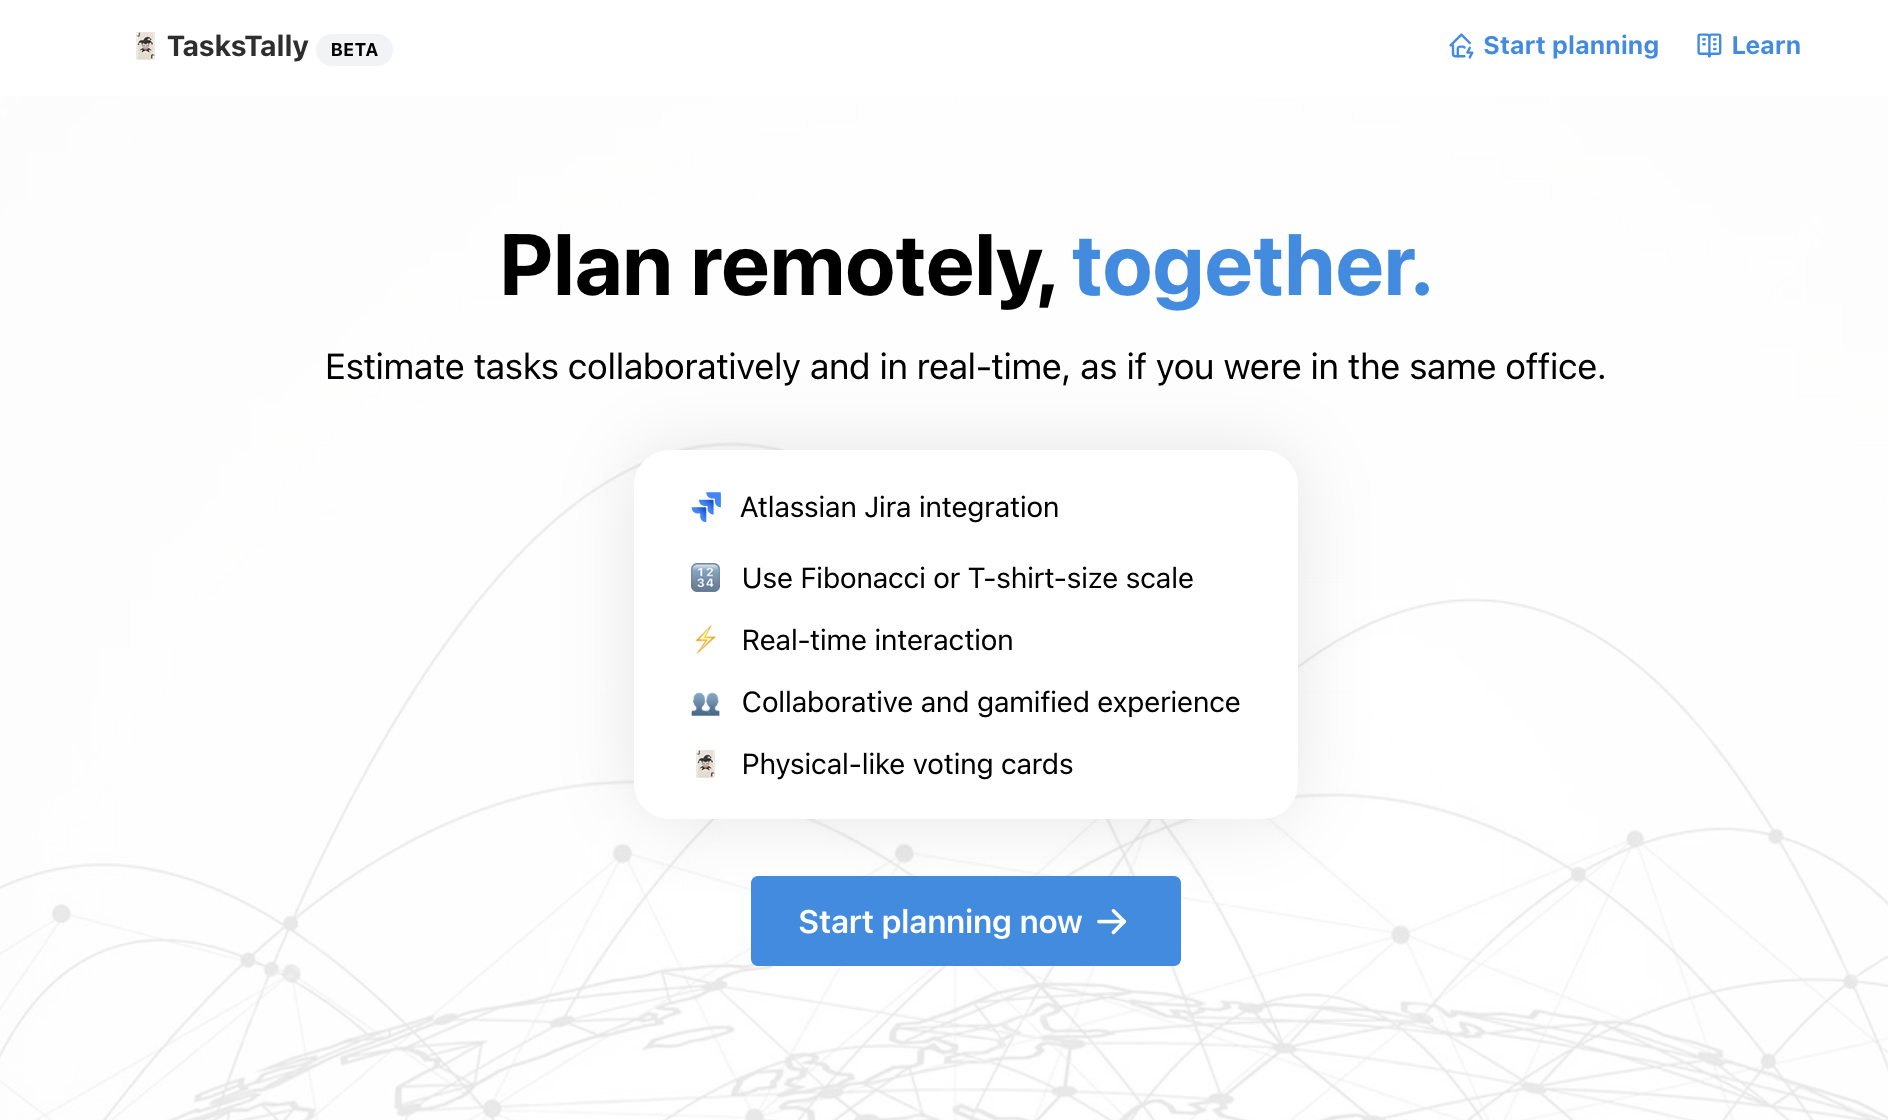 TasksTally BETA
Start planning
Learn
Plan remotely, together.
Estimate tasks collaboratively and in real-time, as if you were in the same office.
Atlassian Jira integration
Use Fibonacci or T-shirt-size scale
Real-time interaction
Collaborative and gamified experience
Physical-like voting cards
Start planning now →